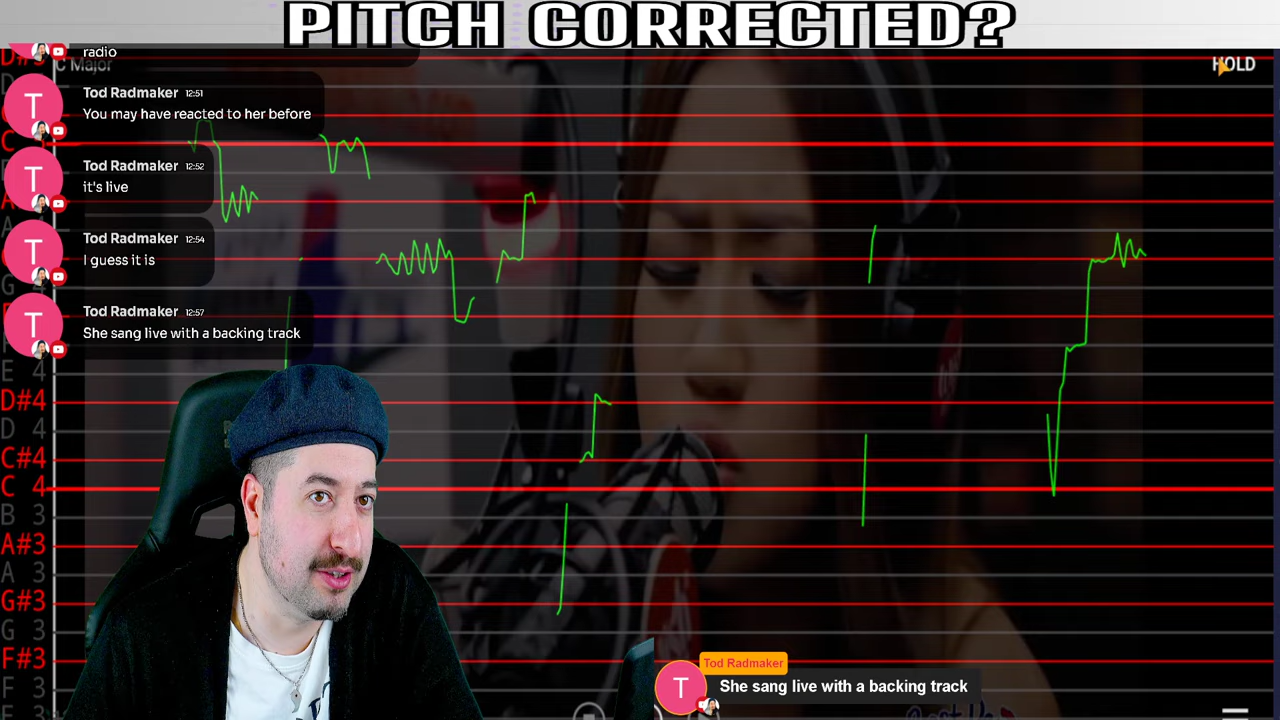 PITCH CORRECTED?
radio
C Major
HOLD
Tod Radmaker 12:51
You may have reacted to her before
Tod Radmaker 12:52
it's live
Tod Radmaker 12:54
I guess it is
Tod Radmaker 12:57
She sang live with a backing track
T
T
T
T
E 4
D#4
D 4
C#4
C 4
B 3
A#3
A 3
G#3
G 3
F#3
F 3
E 3
Tod Radmaker
T
She sang live with a backing track